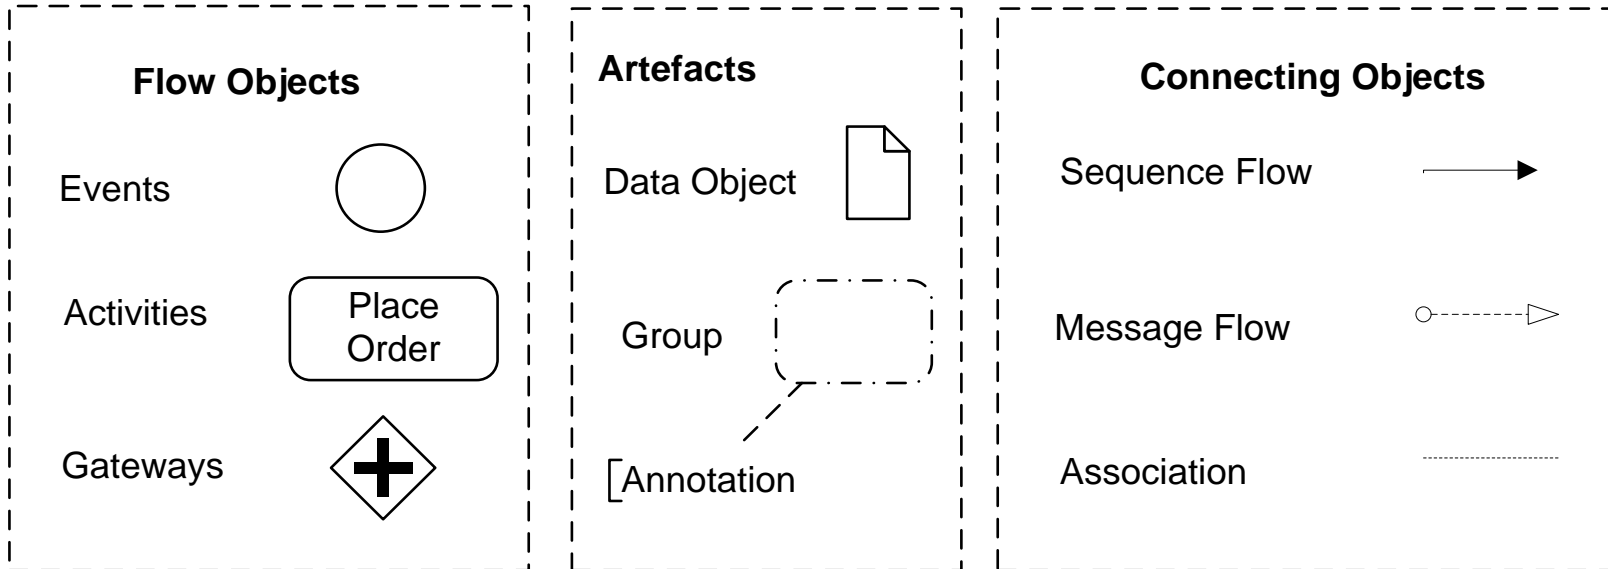 Flow Objects
Events
Activities
Place
Order
Gateways
Artefacts
Data Object
Group
Annotation
Connecting Objects
Sequence Flow
Message Flow
Association